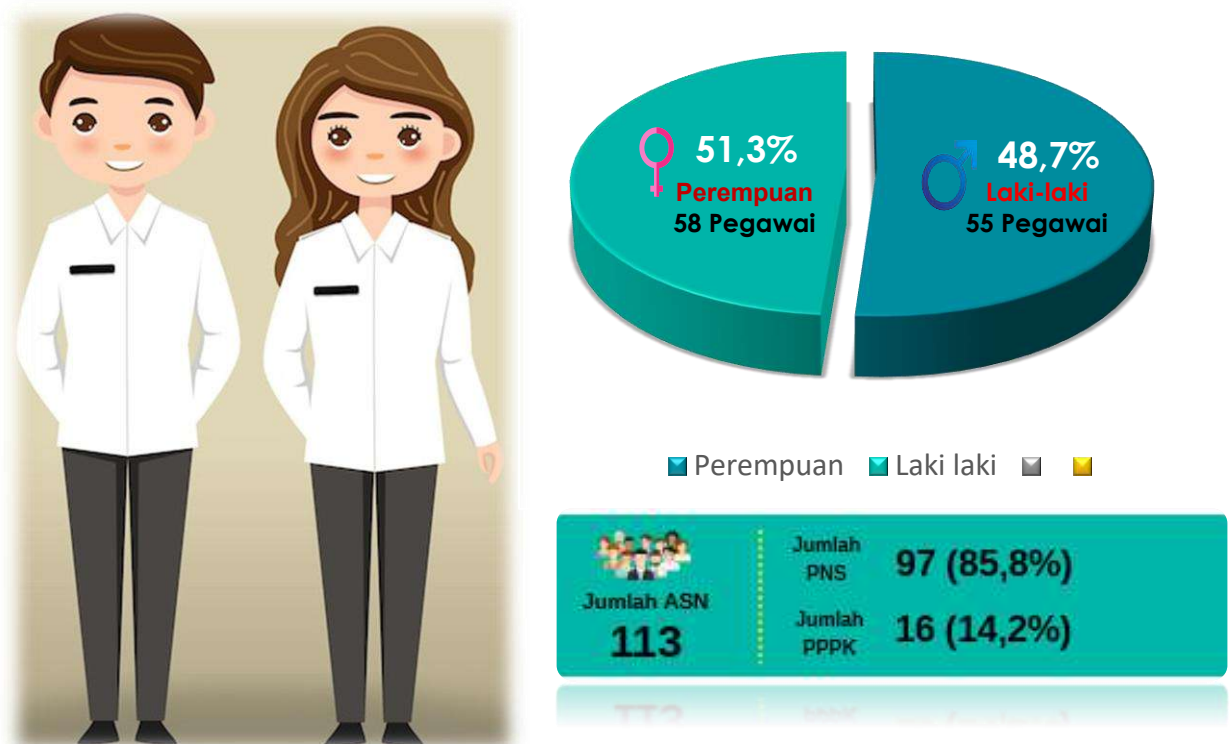 51,3%
Perempuan
58 Pegawai
48,7%
Laki-laki
55 Pegawai
Perempuan
Laki laki
Jumlah ASN
113
Jumlah
PNS
97 (85,8%)
Jumlah
PPPK
16 (14,2%)